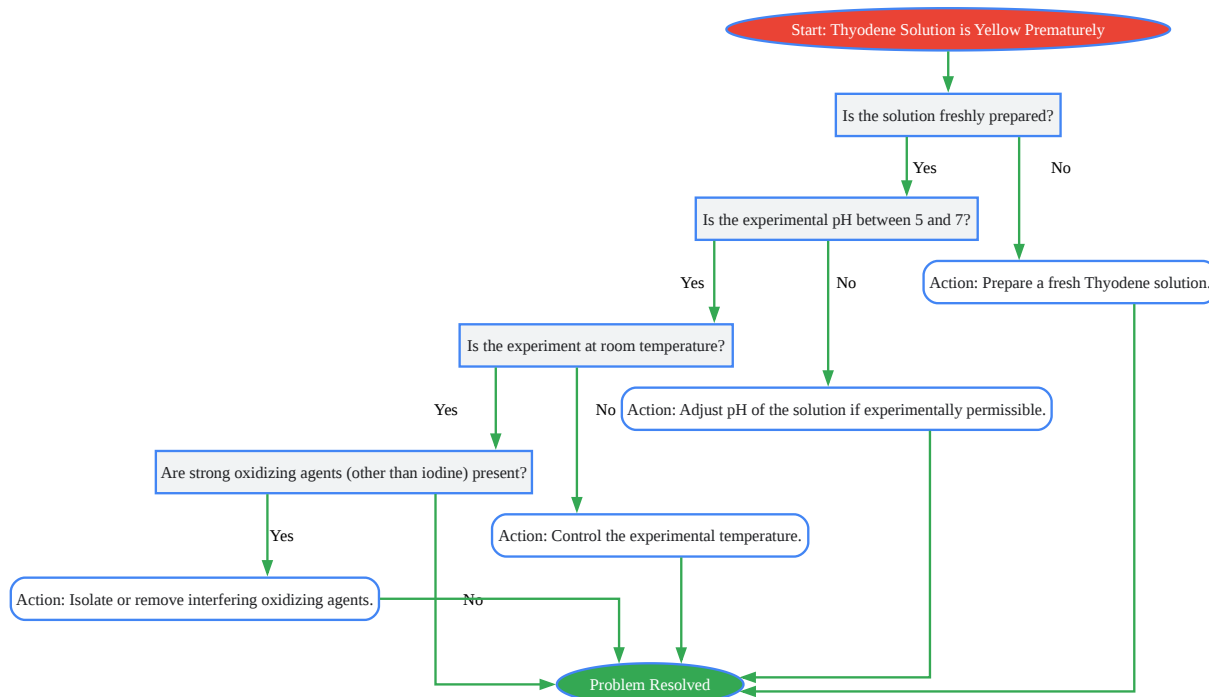 Start: Thyodene Solution is Yellow Prematurely
Is the solution freshly prepared?
Yes
No
Is the experimental pH between 5 and 7?
Yes
No
Action: Prepare a fresh Thyodene solution.
Is the experiment at room temperature?
Yes
No
Action: Adjust pH of the solution if experimentally permissible.
Are strong oxidizing agents (other than iodine) present?
Yes
Action: Control the experimental temperature.
Action: Isolate or remove interfering oxidizing agents.
No
Problem Resolved